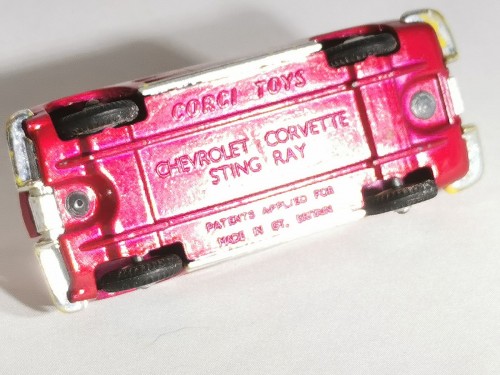 CORGI TOYS
CHEVROLET CORVETTE
STING RAY
PATENTS APPLIED FOR
MADE IN GT. BRITAIN